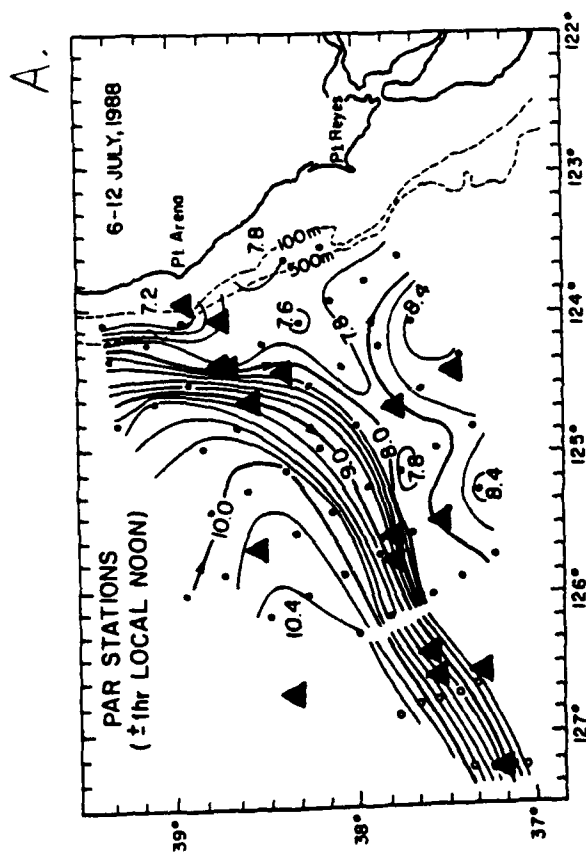 A.
PAR STATIONS
(±1hr LOCAL NOON)
6-12 JULY, 1988
Pt Arena
Pt Reyes
100m
500m
7.2
7.8
7.6
7.8
8.4
10.0
9.0
8.0
7.8
8.4
10.4
39°
38°
37°
127°
126°
125°
124°
123°
122°